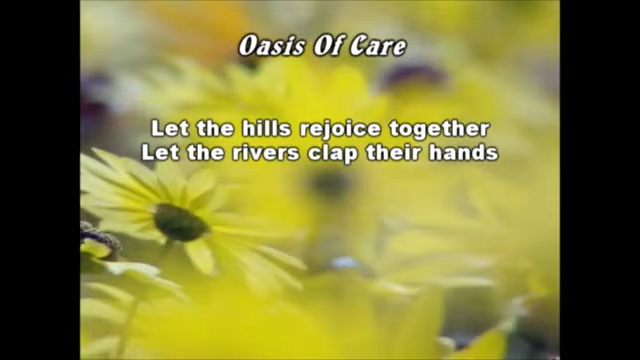 Oasis Of Care
Let the hills rejoice together
Let the rivers clap their hands